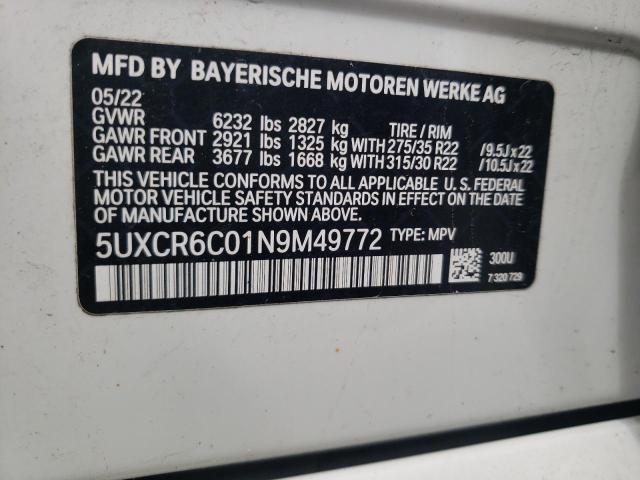 MFD BY BAYERISCHE MOTOREN WERKE AG
05/22
GVWR 6232 lbs 2827 kg TIRE / RIM
GAWR FRONT 2921 lbs 1325 kg WITH 275/35 R22 /9.5J x 22
GAWR REAR 3677 lbs 1668 kg WITH 315/30 R22 /10.5J x 22
THIS VEHICLE CONFORMS TO ALL APPLICABLE U. S. FEDERAL
MOTOR VEHICLE SAFETY STANDARDS IN EFFECT ON THE DATE
OF MANUFACTURE SHOWN ABOVE.
5UXCR6C01N9M49772 TYPE: MPV
300U
7 320 729